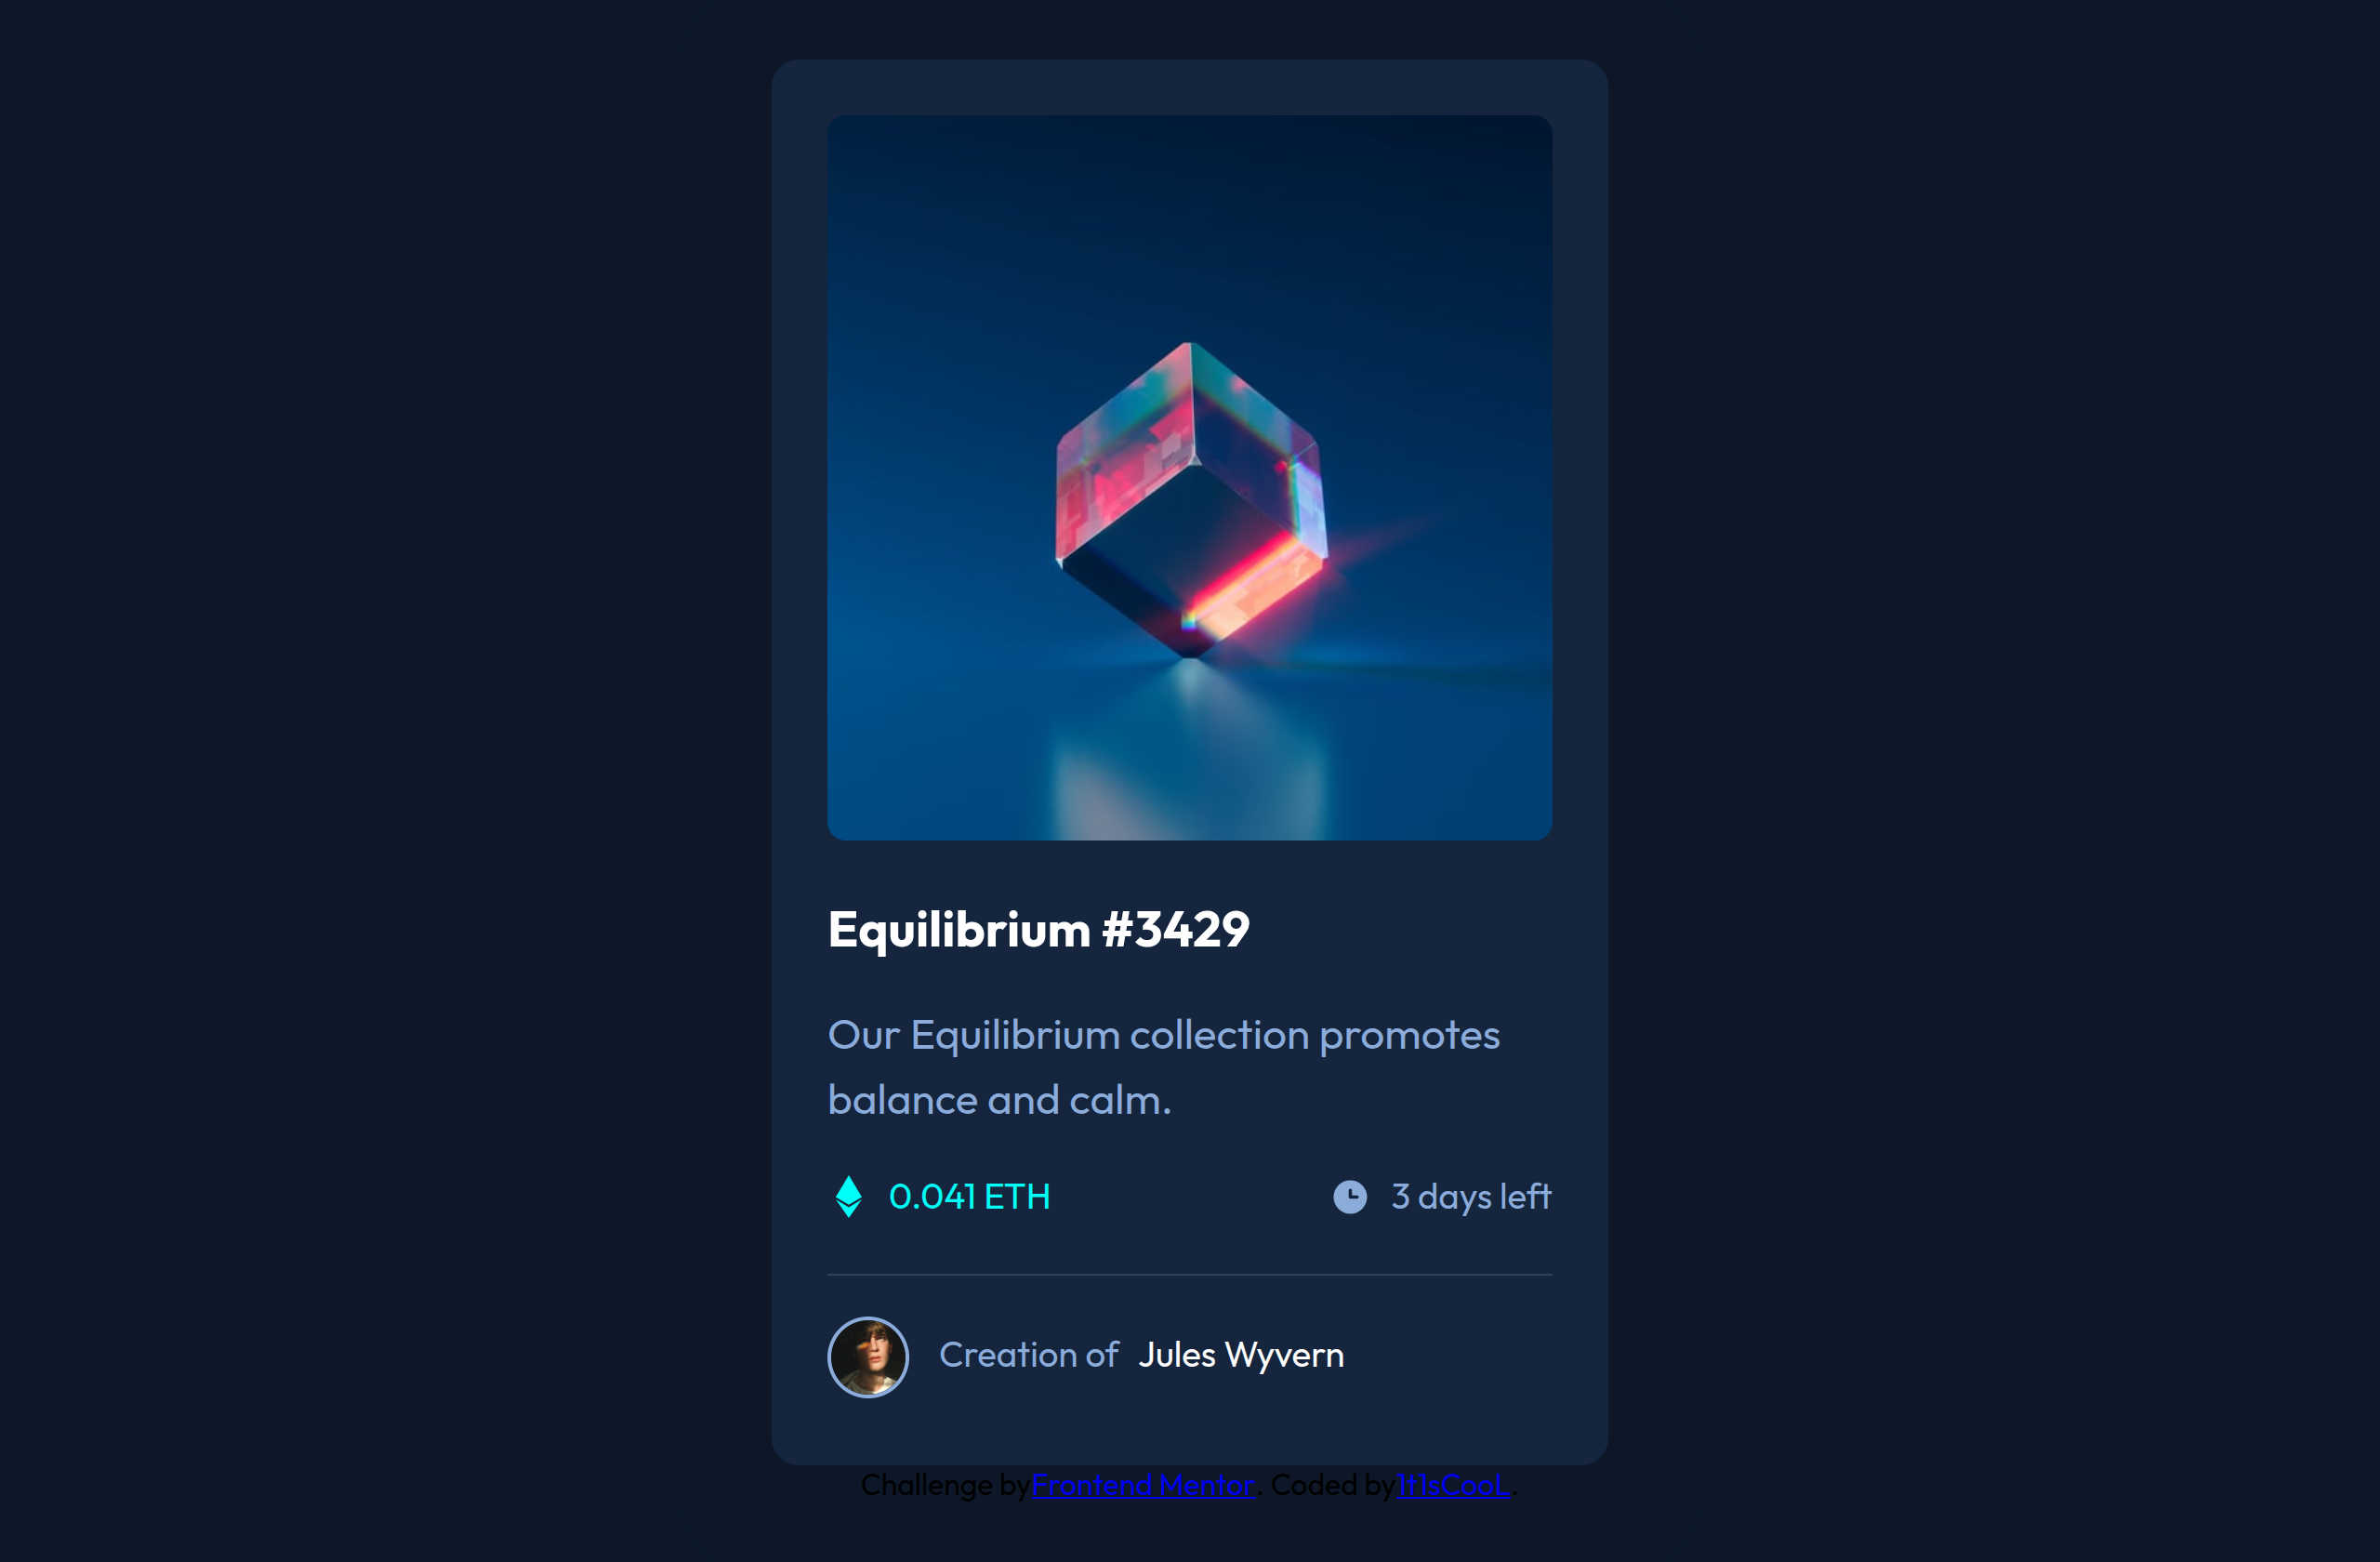 Equilibrium #3429
Our Equilibrium collection promotes
balance and calm.
0.041 ETH
3 days left
Creation of Jules Wyvern
Challenge by Frontend Mentor. Coded by 1t1sCooL.